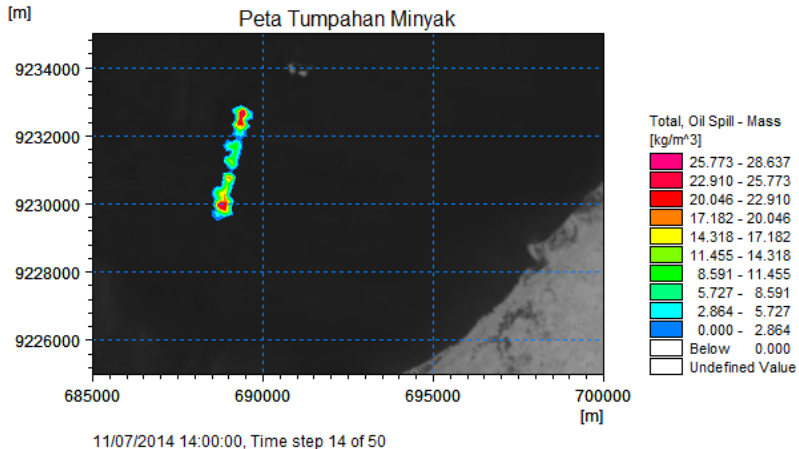 [m]
Peta Tumpahan Minyak
9234000
9232000
9230000
9228000
9226000
685000 690000 695000 700000
[m]
11/07/2014 14:00:00, Time step 14 of 50
Total, Oil Spill - Mass
[kg/m^3]
25.773 - 28.637
22.910 - 25.773
20.046 - 22.910
17.182 - 20.046
14.318 - 17.182
11.455 - 14.318
8.591 - 11.455
5.727 - 8.591
2.864 - 5.727
0.000 - 2.864
Below 0.000
Undefined Value